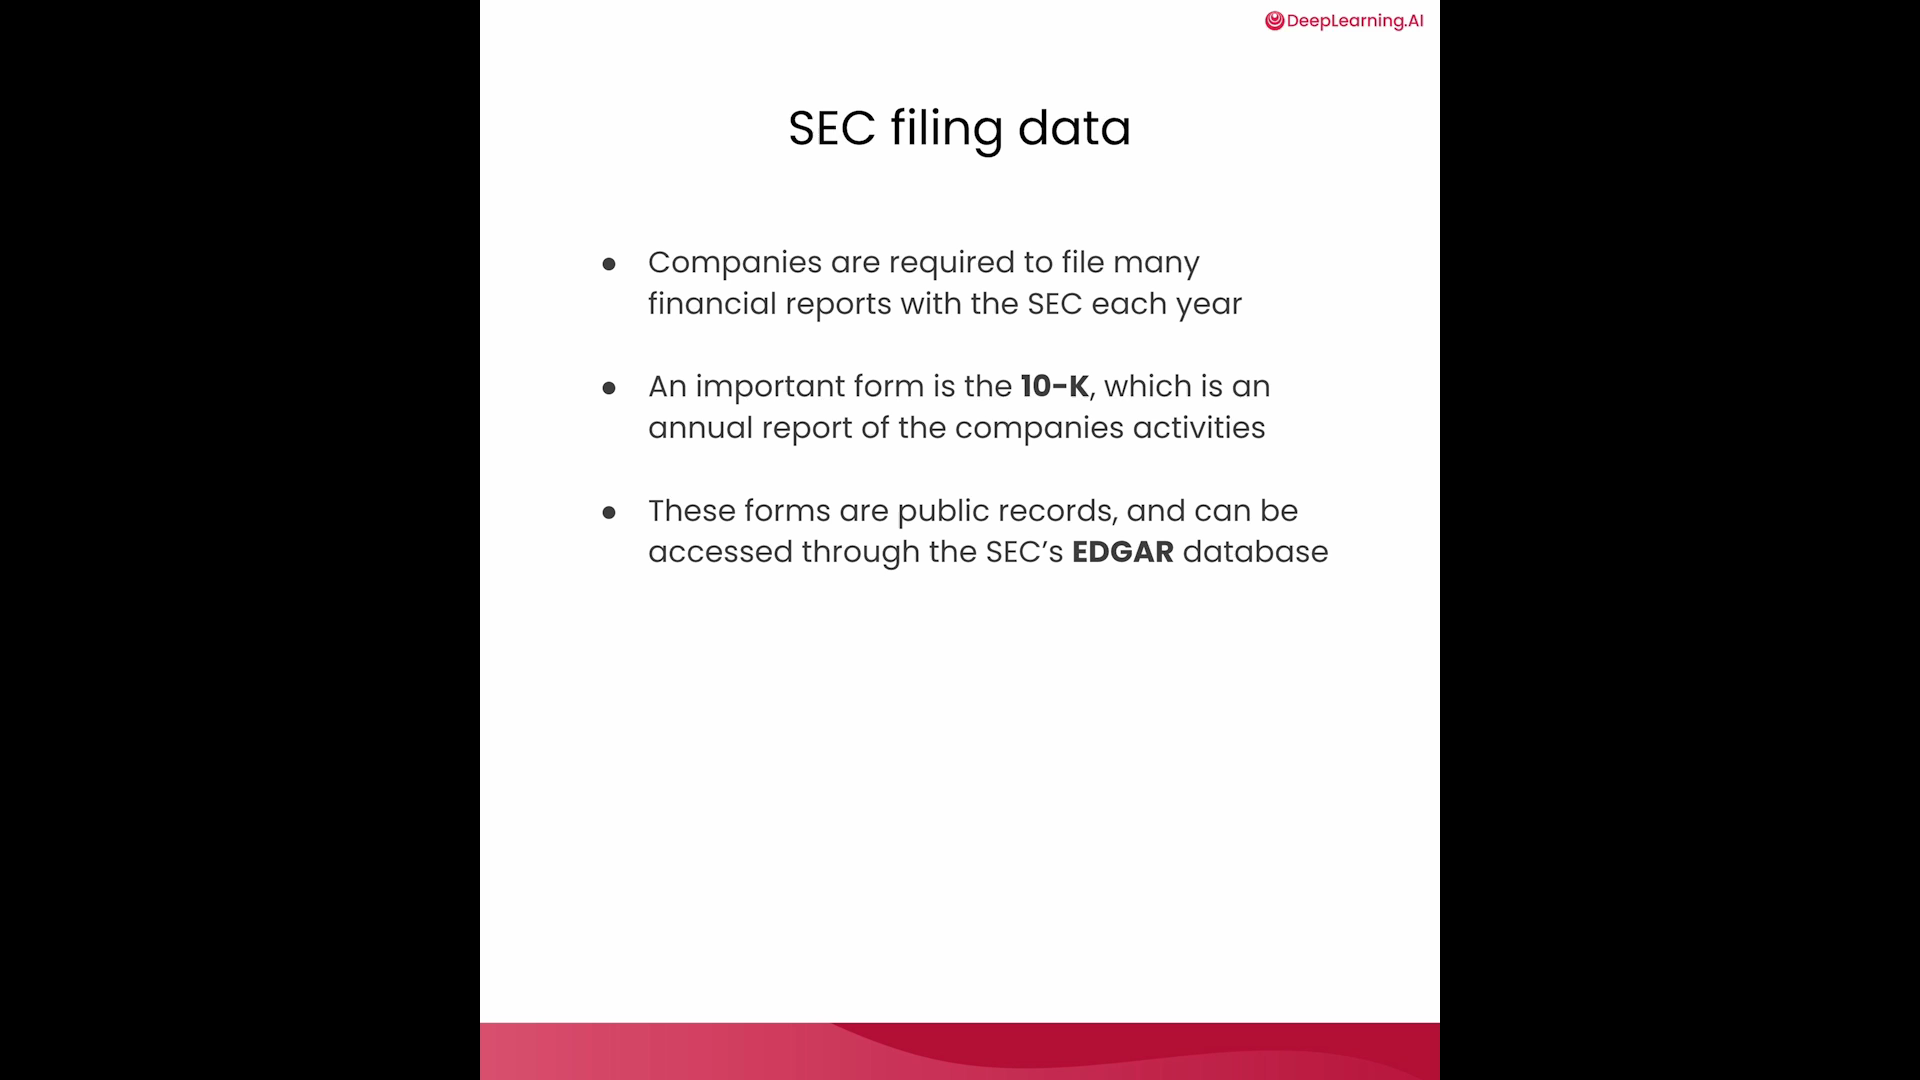 DeepLearning.AI
SEC filing data
● Companies are required to file many
financial reports with the SEC each year
● An important form is the 10-K, which is an
annual report of the companies activities
● These forms are public records, and can be
accessed through the SEC’s EDGAR database